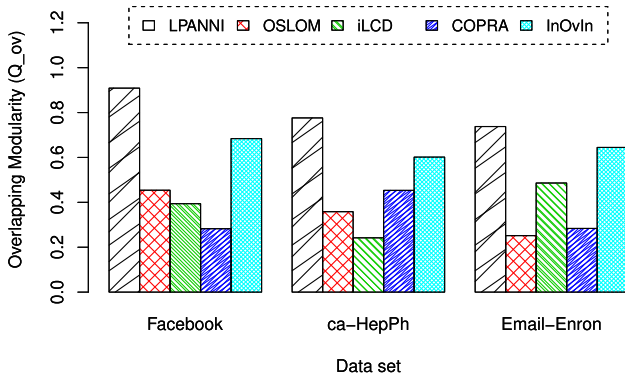 LPANNI OSLOM iLCD COPRA InOvIn
Overlapping Modularity (Q_ov)
1.2
1.0
0.8
0.6
0.4
0.2
0.0
Facebook ca-HepPh Email-Enron
Data set